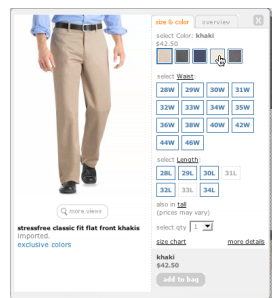 size & color
overview
x
select Color: khaki
$42.50
select Waist:
28W 29W 30W 31W
32W 33W 34W 35W
36W 38W 40W 42W
44W 46W
select Length:
28L 29L 30L 31L
32L 33L 34L
also in tall
(prices may vary)
select qty 1
size chart more details
more views
stressfree classic fit flat front khakis
imported.
exclusive colors
khaki
$42.50
add to bag